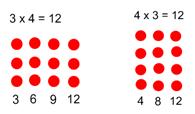 3 x 4 = 12
3 6 9 12
4 x 3 = 12
4 8 12